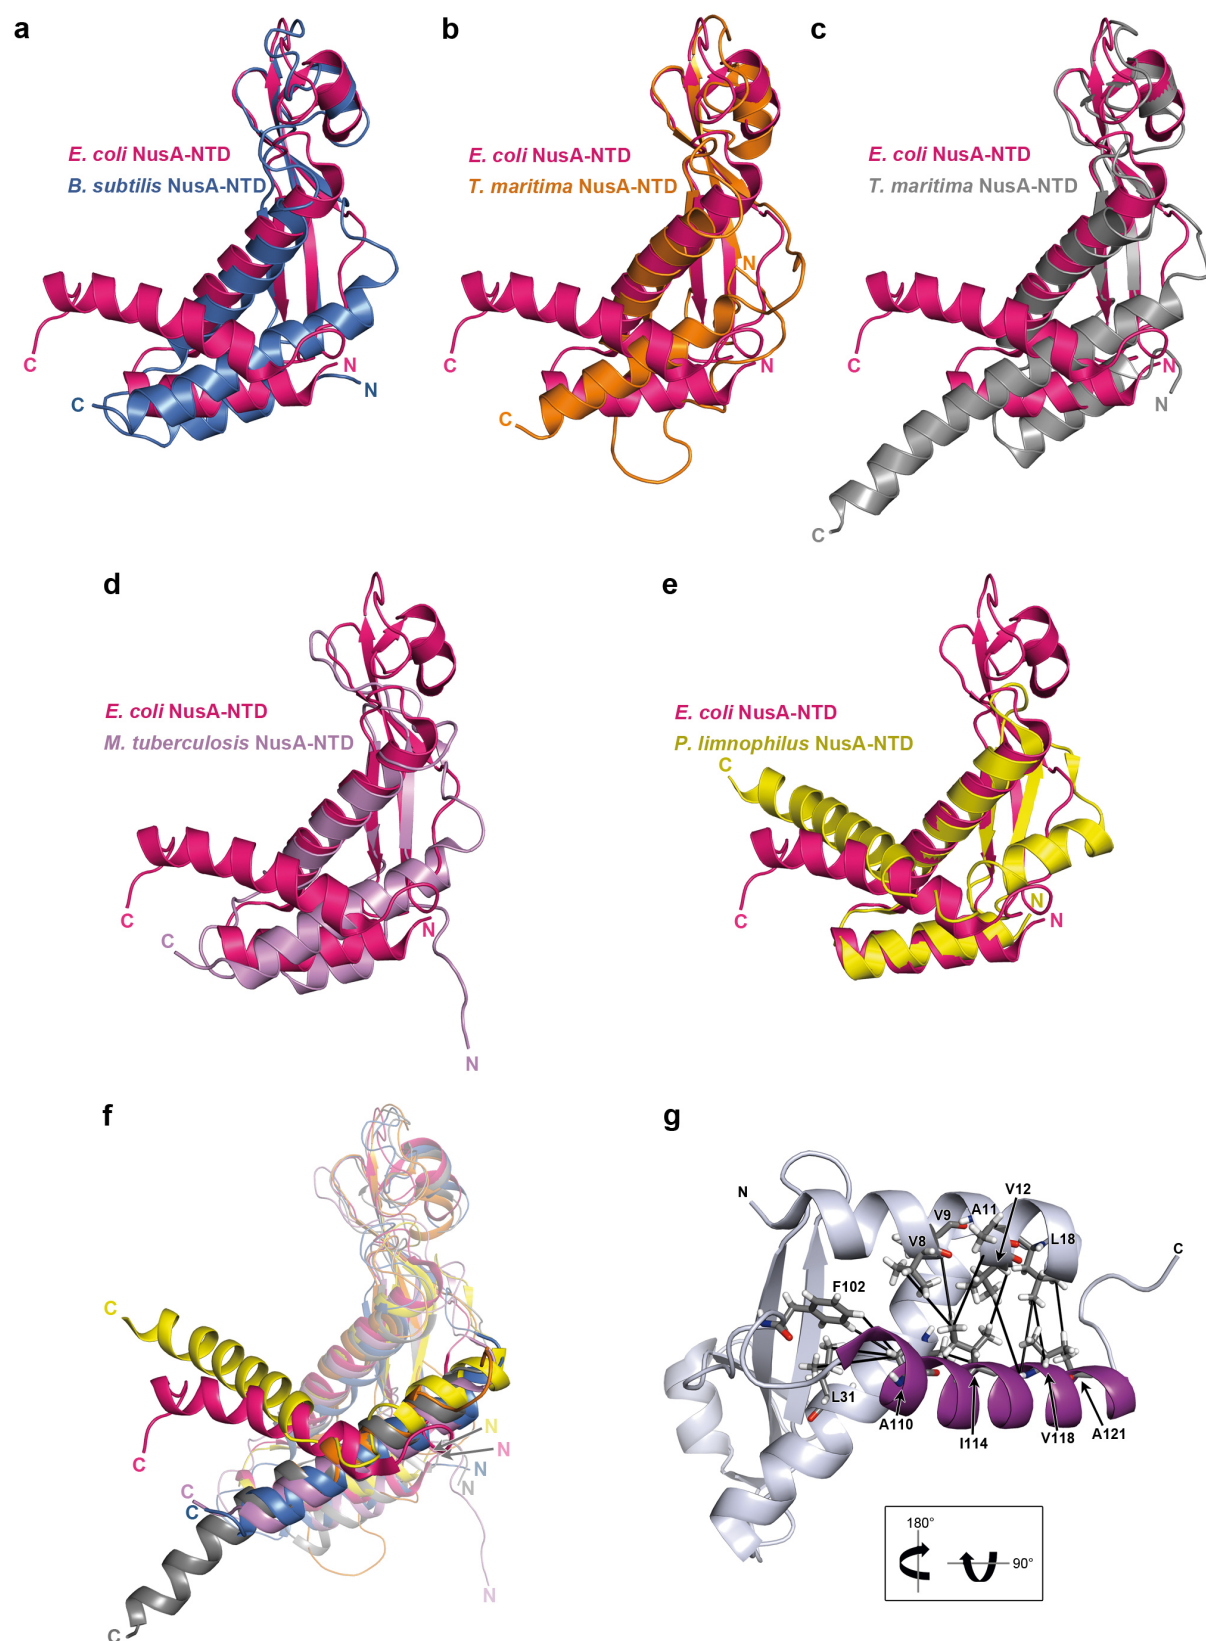 a
E. coli NusA-NTD
B. subtilis NusA-NTD
C
C
N
N
b
E. coli NusA-NTD
T. maritima NusA-NTD
N
N
C
c
E. coli NusA-NTD
T. maritima NusA-NTD
C
N
N
C
d
E. coli NusA-NTD
M. tuberculosis NusA-NTD
C
N
C
N
e
E. coli NusA-NTD
P. limnophilus NusA-NTD
C
C
N
N
f
C
C
N
N
N
N
C
C
N
C
g
N
V12
V9
A11
V8
L18
C
F102
L31
A110
I114
V118
A121
180°
90°